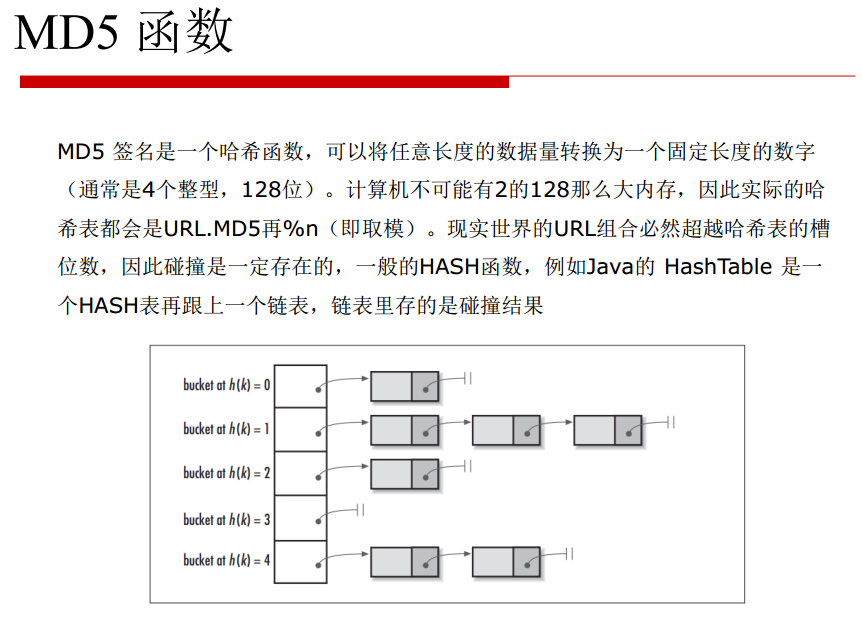 MD5 函数
MD5 签名是一个哈希函数，可以将任意长度的数据量转换为一个固定长度的数字
（通常是4个整型，128位）。计算机不可能有2的128那么大内存，因此实际的哈
希表都会是URL.MD5再%n（即取模）。现实世界的URL组合必然超越哈希表的槽
位数，因此碰撞是一定存在的，一般的HASH函数，例如Java的 HashTable 是一
个HASH表再跟上一个链表，链表里存的是碰撞结果
bucket at h(k) = 0
bucket at h(k) = 1
bucket at h(k) = 2
bucket at h(k) = 3
bucket at h(k) = 4